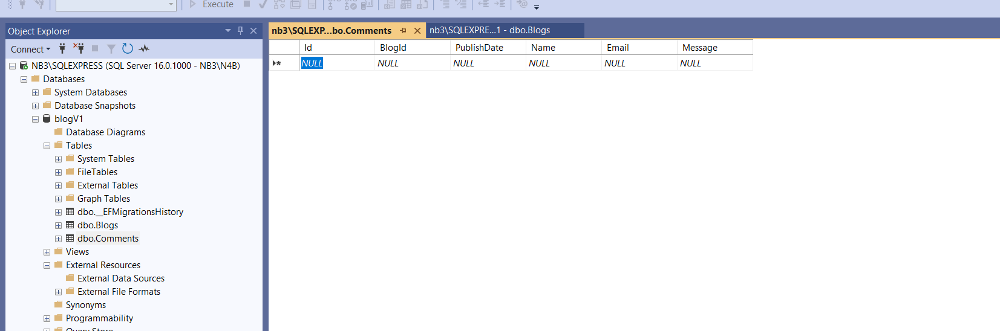 Execute
Object Explorer
Connect
NB3\SQLEXPRESS (SQL Server 16.0.1000 - NB3\N4B)
Databases
System Databases
Database Snapshots
blogV1
Database Diagrams
Tables
System Tables
FileTables
External Tables
Graph Tables
dbo.__EFMigrationsHistory
dbo.Blogs
dbo.Comments
Views
External Resources
External Data Sources
External File Formats
Synonyms
Programmability
Query Store
nb3\SQLEXP...bo.Comments
nb3\SQLEXPRE...1 - dbo.Blogs
Id BlogId PublishDate Name Email Message
NULL NULL NULL NULL NULL NULL